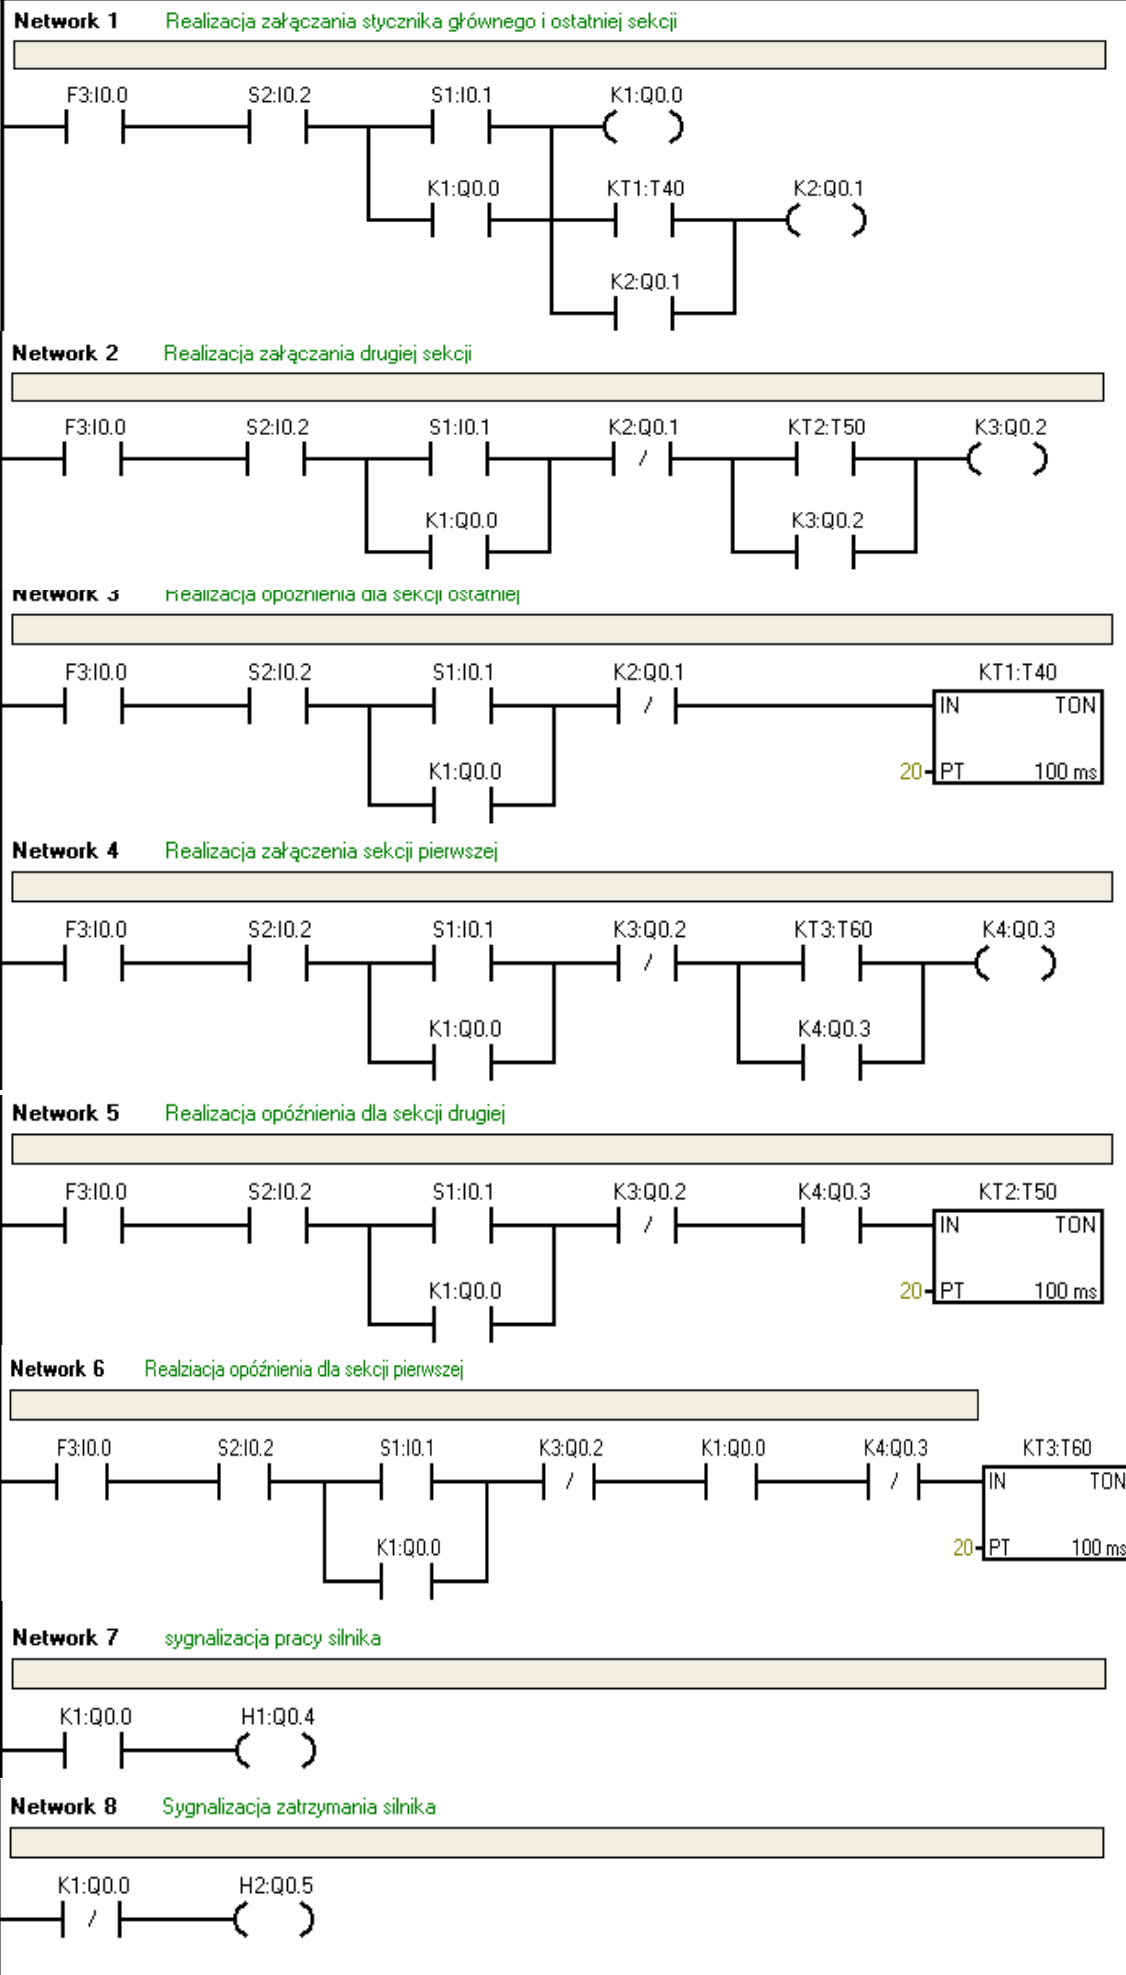 Network 1 Realizacja załączania stycznika głównego i ostatniej sekcji
F3:I0.0 S2:I0.2 S1:I0.1 K1:Q0.0
K1:Q0.0 KT1:T40 K2:Q0.1
K2:Q0.1
Network 2 Realizacja załączania drugiej sekcji
F3:I0.0 S2:I0.2 S1:I0.1 K2:Q0.1 KT2:T50 K3:Q0.2
/
K1:Q0.0 K3:Q0.2
Network 3 Realizacja opóźnienia dla sekcji ostatniej
F3:I0.0 S2:I0.2 S1:I0.1 K2:Q0.1 KT1:T40
/ IN TON
K1:Q0.0 20 PT 100 ms
Network 4 Realizacja załączenia sekcji pierwszej
F3:I0.0 S2:I0.2 S1:I0.1 K3:Q0.2 KT3:T60 K4:Q0.3
/
K1:Q0.0 K4:Q0.3
Network 5 Realizacja opóźnienia dla sekcji drugiej
F3:I0.0 S2:I0.2 S1:I0.1 K3:Q0.2 K4:Q0.3 KT2:T50
/ IN TON
K1:Q0.0 20 PT 100 ms
Network 6 Realziacja opóźnienia dla sekcji pierwszej
F3:I0.0 S2:I0.2 S1:I0.1 K3:Q0.2 K1:Q0.0 K4:Q0.3 KT3:T60
/ / IN TON
K1:Q0.0 20 PT 100 ms
Network 7 sygnalizacja pracy silnika
K1:Q0.0 H1:Q0.4
Network 8 Sygnalizacja zatrzymania silnika
K1:Q0.0 H2:Q0.5
/